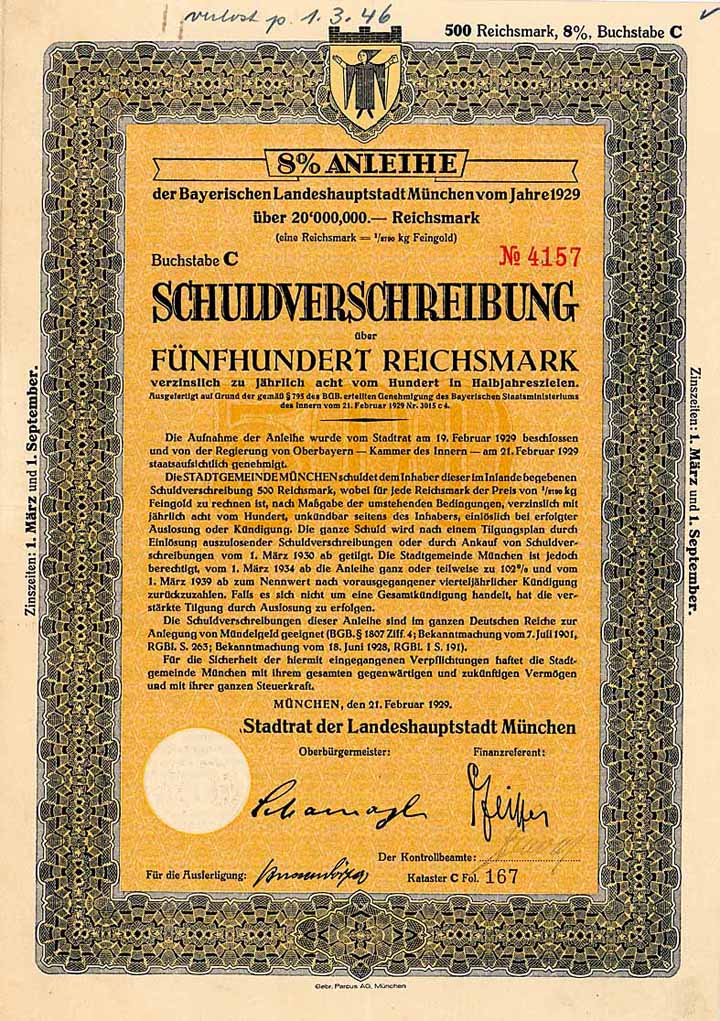 verlost p. 1.3.46
500 Reichsmark, 8%, Buchstabe C
8% ANLEIHE
der Bayerischen Landeshauptstadt München vom Jahre 1929
über 20'000,000.— Reichsmark
(eine Reichsmark = 1/2790 kg Feingold)
Buchstabe C
№ 4157
SCHULDVERSCHREIBUNG
über
FÜNFHUNDERT REICHSMARK
verzinslich zu jährlich acht vom Hundert in Halbjahreszielen.
Ausgefertigt auf Grund der gemäß § 795 des BGB. erteilten Genehmigung des Bayerischen Staatsministeriums
des Innern vom 21. Februar 1929 Nr. 3015 c 4.
Die Aufnahme der Anleihe wurde vom Stadtrat am 19. Februar 1929 beschlossen
und von der Regierung von Oberbayern — Kammer des Innern — am 21. Februar 1929
staatsaufsichtlich genehmigt.
Die STADTGEMEINDE MÜNCHEN schuldet dem Inhaber dieser im Inlande begebenen
Schuldverschreibung 500 Reichsmark, wobei für jede Reichsmark der Preis von 1/2790 kg
Feingold zu rechnen ist, nach Maßgabe der umstehenden Bedingungen, verzinslich mit
jährlich acht vom Hundert, unkündbar seitens des Inhabers, einlöslich bei erfolgter
Auslosung oder Kündigung. Die ganze Schuld wird nach einem Tilgungsplan durch
Einlösung auszulosender Schuldverschreibungen oder durch Ankauf von Schuldver-
schreibungen vom 1. März 1930 ab getilgt. Die Stadtgemeinde München ist jedoch
berechtigt, vom 1. März 1934 ab die Anleihe ganz oder teilweise zu 102% und vom
1. März 1939 ab zum Nennwert nach vorausgegangener vierteljährlicher Kündigung
zurückzuzahlen. Falls es sich nicht um eine Gesamtkündigung handelt, hat die ver-
stärkte Tilgung durch Auslosung zu erfolgen.
Die Schuldverschreibungen dieser Anleihe sind im ganzen Deutschen Reiche zur
Anlegung von Mündelgeld geeignet (BGB. § 1807 Ziff. 4; Bekanntmachung vom 7. Juli 1901,
RGBl. S. 263; Bekanntmachung vom 18. Juni 1928, RGBl. I S. 191).
Für die Sicherheit der hiermit eingegangenen Verpflichtungen haftet die Stadt-
gemeinde München mit ihrem gesamten gegenwärtigen und zukünftigen Vermögen
und mit ihrer ganzen Steuerkraft.
MÜNCHEN, den 21. Februar 1929.
Stadtrat der Landeshauptstadt München
Oberbürgermeister:
Finanzreferent:
Scharnagl
Pfeiffer
Der Kontrollbeamte:
Für die Ausfertigung:
Kataster C Fol. 167
Zinszeiten: 1. März und 1. September.
Zinszeiten: 1. März und 1. September.
Gebr. Parcus AG, München